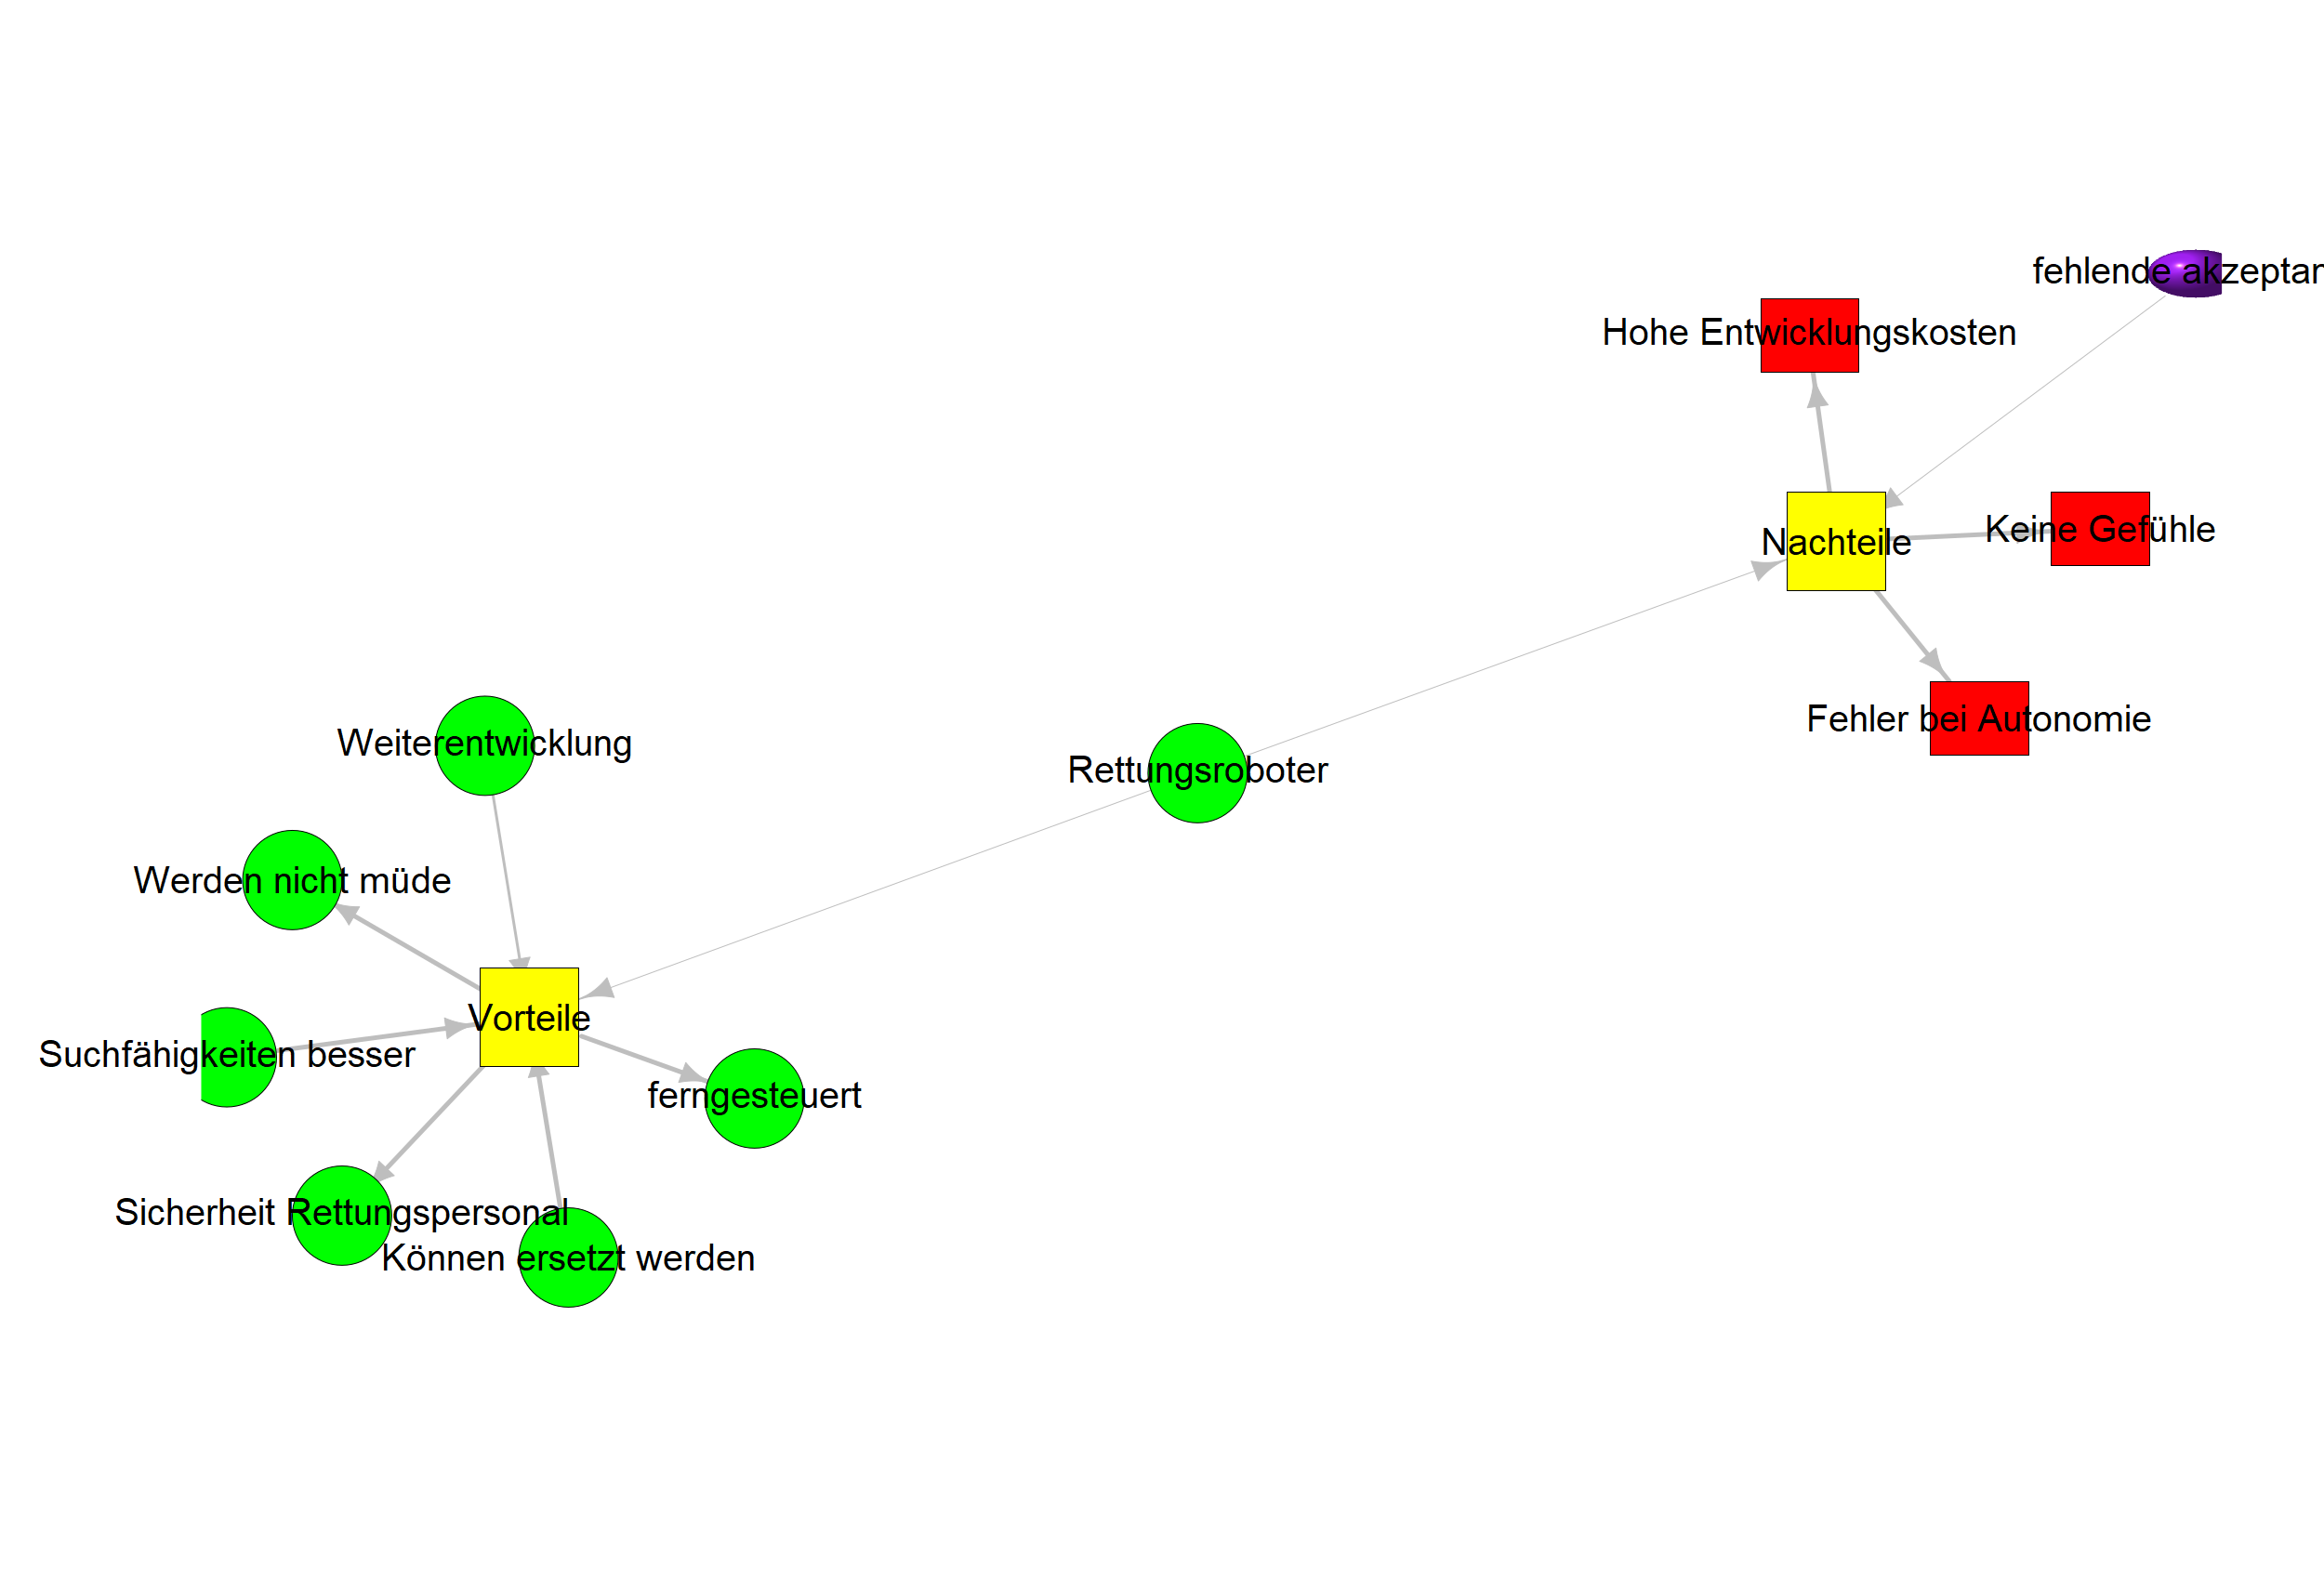 fehlende akzeptan
Hohe Entwicklungskosten
Keine Gefühle
Nachteile
Fehler bei Autonomie
Weiterentwicklung
Rettungsroboter
Werden nicht müde
Vorteile
Suchfähigkeiten besser
ferngesteuert
Sicherheit Rettungspersonal
Können ersetzt werden